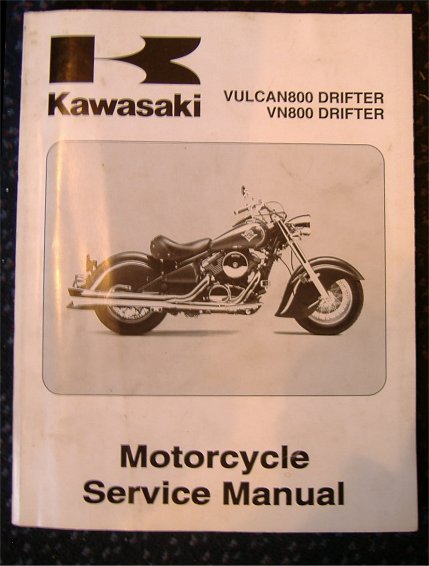 Kawasaki
VULCAN800 DRIFTER
VN800 DRIFTER
Motorcycle
Service Manual